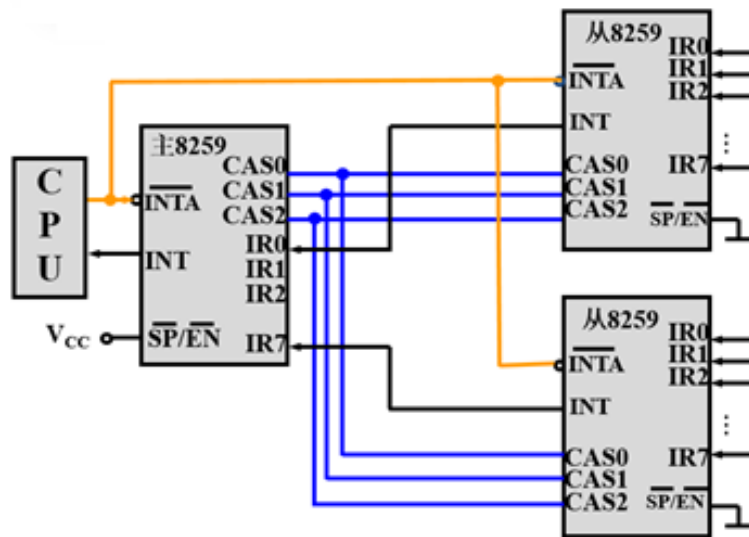 CPU
VCC
主8259
INTA
INT
SP/EN
CAS0
CAS1
CAS2
IR0
IR1
IR2
IR7
从8259
INTA
INT
CAS0
CAS1
CAS2
IR0
IR1
IR2
...
IR7
SP/EN
从8259
INTA
INT
CAS0
CAS1
CAS2
IR0
IR1
IR2
...
IR7
SP/EN